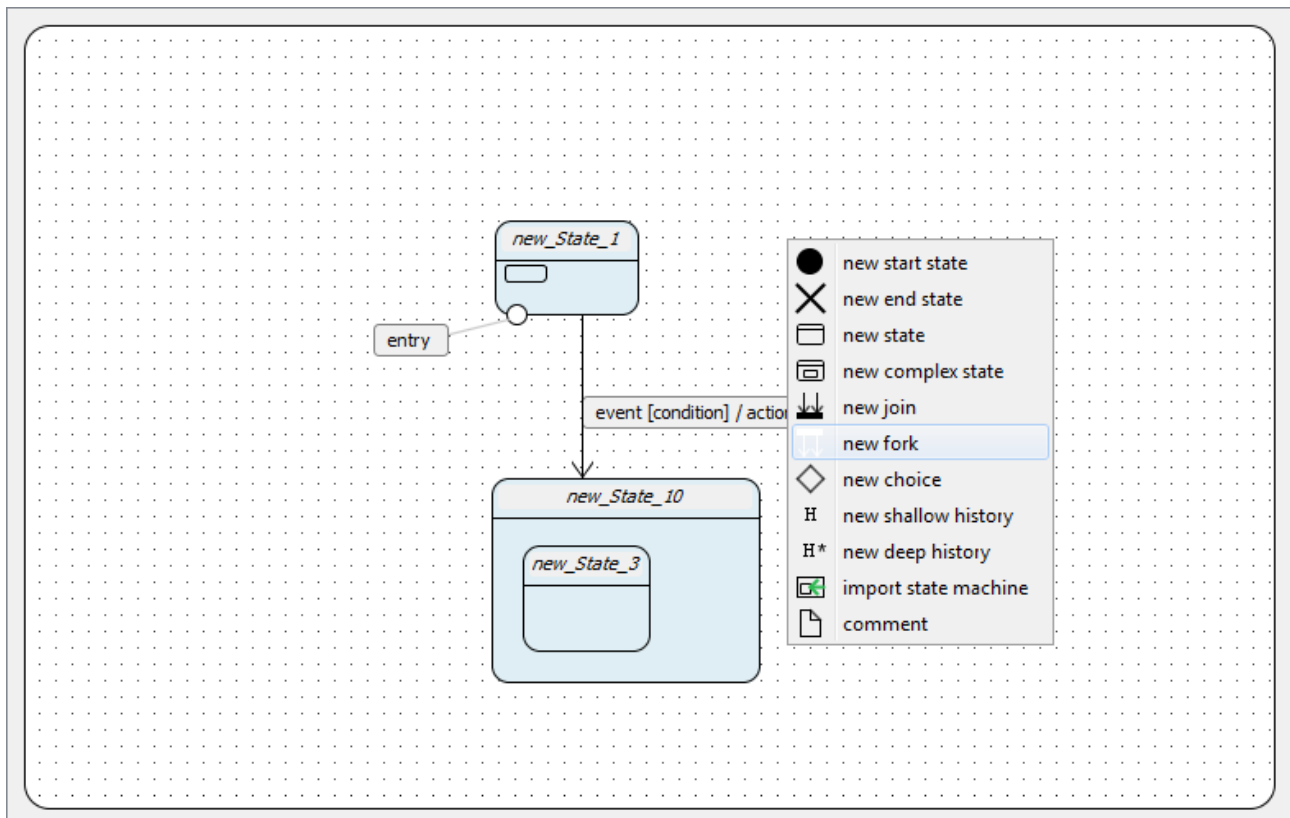 new_State_1
entry
event [condition] / action
new_State_10
new_State_3
new start state
new end state
new state
new complex state
new join
new fork
new choice
H new shallow history
H* new deep history
import state machine
comment